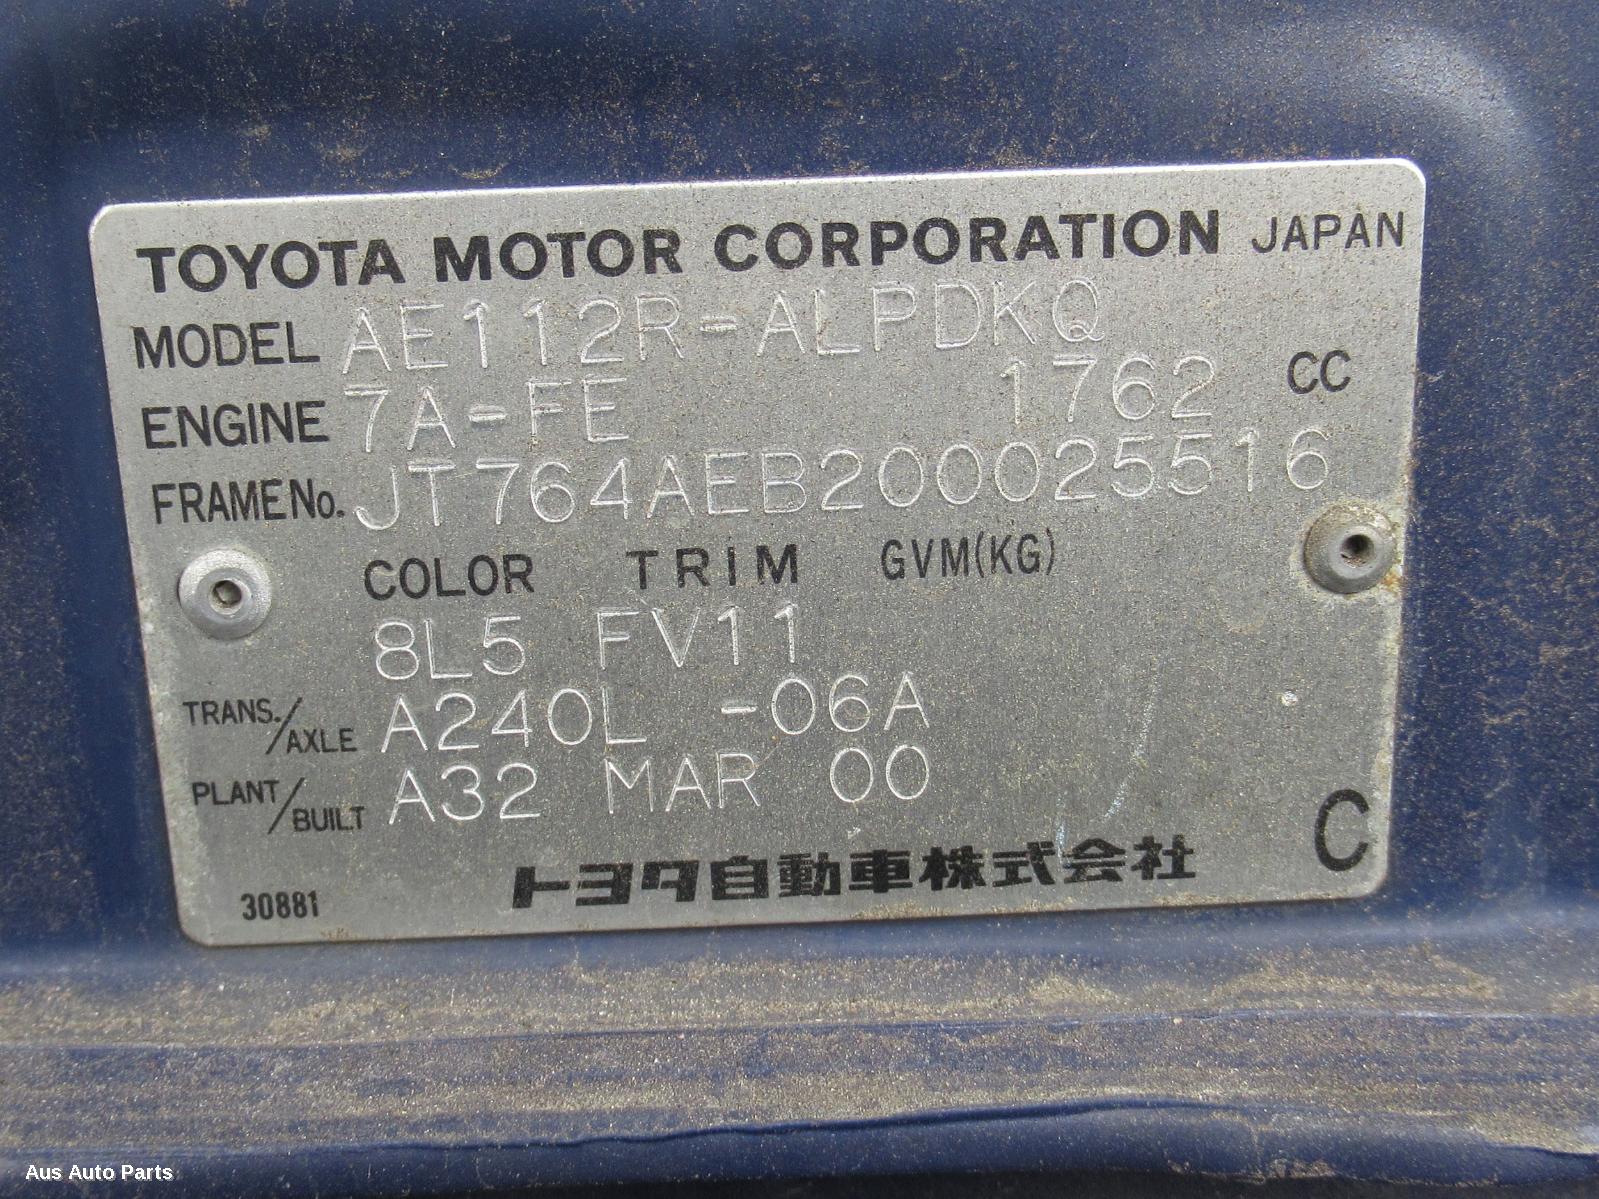 TOYOTA MOTOR CORPORATION JAPAN
MODEL AE112R-ALPDKQ
ENGINE 7A-FE 1762 CC
FRAME No. JT764AEB200025516
COLOR TRIM GVM(KG)
8L5 FV11
TRANS./AXLE A240L -06A
PLANT/BUILT A32 MAR 00
C
トヨタ自動車株式会社
30881
Aus Auto Parts